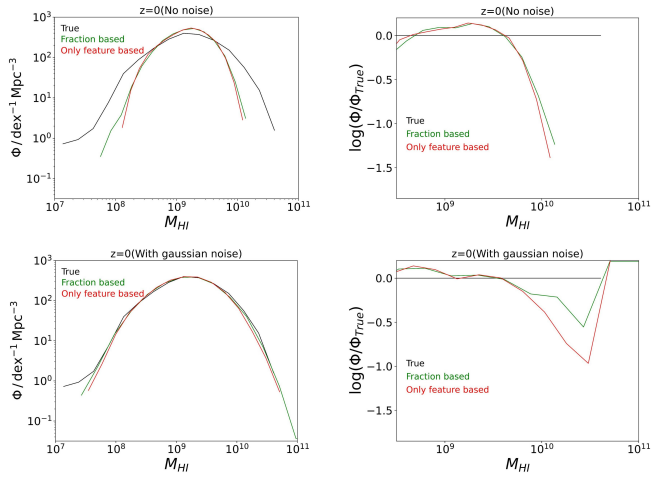 z=0(No noise)
True
Fraction based
Only feature based
Φ / dex⁻¹ Mpc⁻³
10³
10²
10¹
10⁰
10⁻¹
10⁷ 10⁸ 10⁹ 10¹⁰ 10¹¹
M_HI
z=0(No noise)
log(Φ/Φ_True)
0.0
−0.5
−1.0
−1.5
True
Fraction based
Only feature based
10⁹ 10¹⁰ 10¹¹
M_HI
z=0(With gaussian noise)
True
Fraction based
Only feature based
Φ / dex⁻¹ Mpc⁻³
10³
10²
10¹
10⁰
10⁻¹
10⁷ 10⁸ 10⁹ 10¹⁰ 10¹¹
M_HI
z=0(With gaussian noise)
log(Φ/Φ_True)
0.0
−0.5
−1.0
−1.5
True
Fraction based
Only feature based
10⁹ 10¹⁰ 10¹¹
M_HI